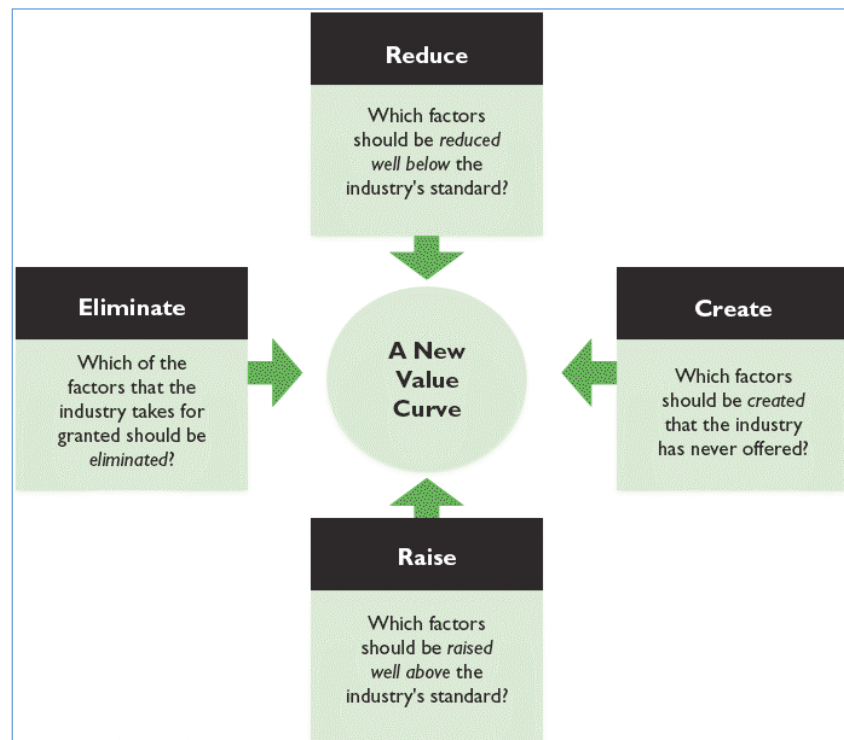 Reduce
Which factors
should be reduced
well below the
industry's standard?
Eliminate
Which of the
factors that the
industry takes for
granted should be
eliminated?
A New
Value
Curve
Create
Which factors
should be created
that the industry
has never offered?
Raise
Which factors
should be raised
well above the
industry's standard?